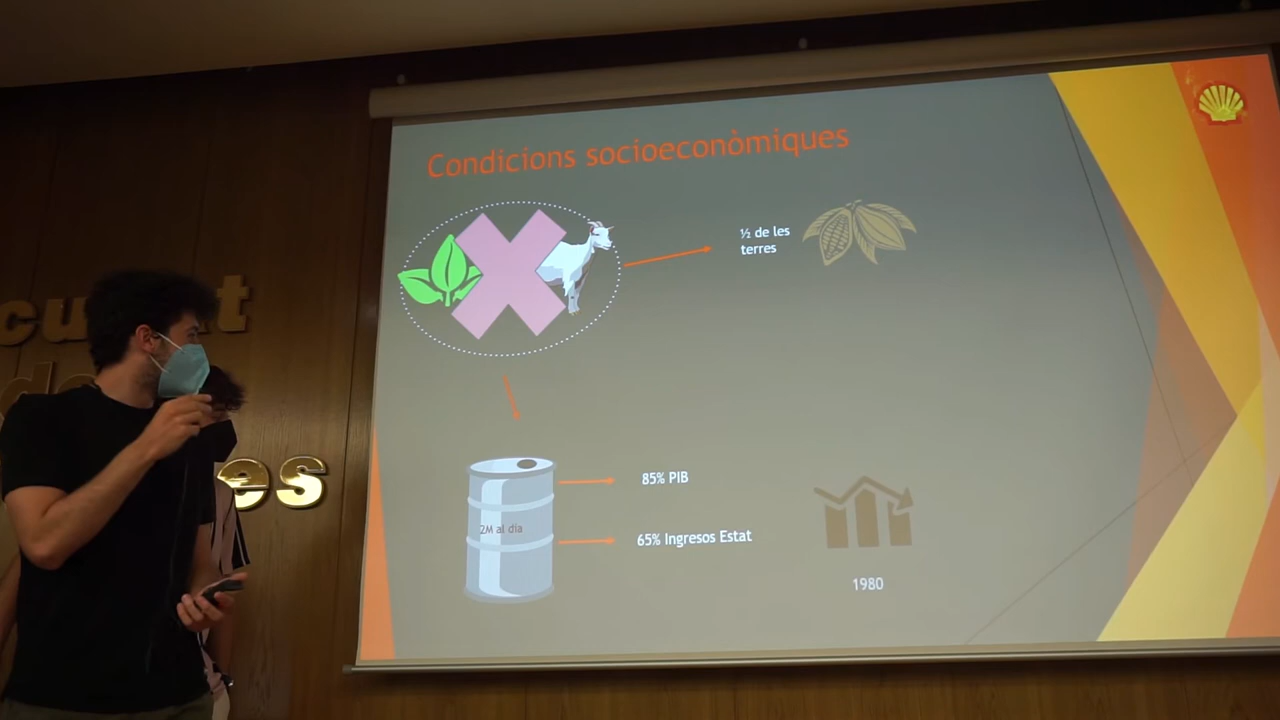 Condicions socioeconòmiques
½ de les
terres
2M al dia
85% PIB
65% Ingresos Estat
1980